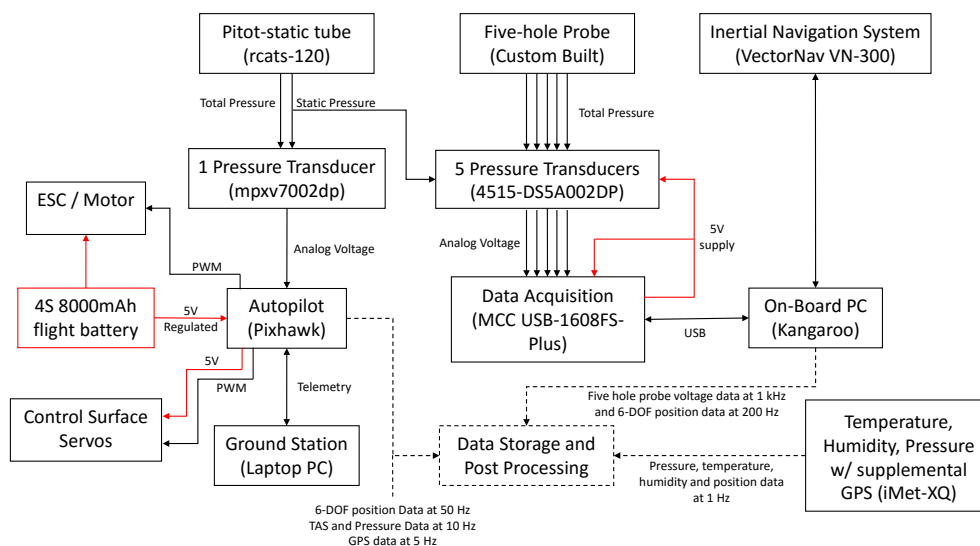 Pitot-static tube
(rcats-120)
Five-hole Probe
(Custom Built)
Inertial Navigation System
(VectorNav VN-300)
Total Pressure
Static Pressure
Total Pressure
1 Pressure Transducer
(mpxv7002dp)
5 Pressure Transducers
(4515-DS5A002DP)
ESC / Motor
Analog Voltage
Analog Voltage
5V
supply
PWM
4S 8000mAh
flight battery
5V
Regulated
Autopilot
(Pixhawk)
Data Acquisition
(MCC USB-1608FS-
Plus)
USB
On-Board PC
(Kangaroo)
5V
PWM
Telemetry
Control Surface
Servos
Ground Station
(Laptop PC)
Five hole probe voltage data at 1 kHz
and 6-DOF position data at 200 Hz
Data Storage and
Post Processing
Pressure, temperature,
humidity and position data
at 1 Hz
Temperature,
Humidity, Pressure
w/ supplemental
GPS (iMet-XQ)
6-DOF position Data at 50 Hz
TAS and Pressure Data at 10 Hz
GPS data at 5 Hz